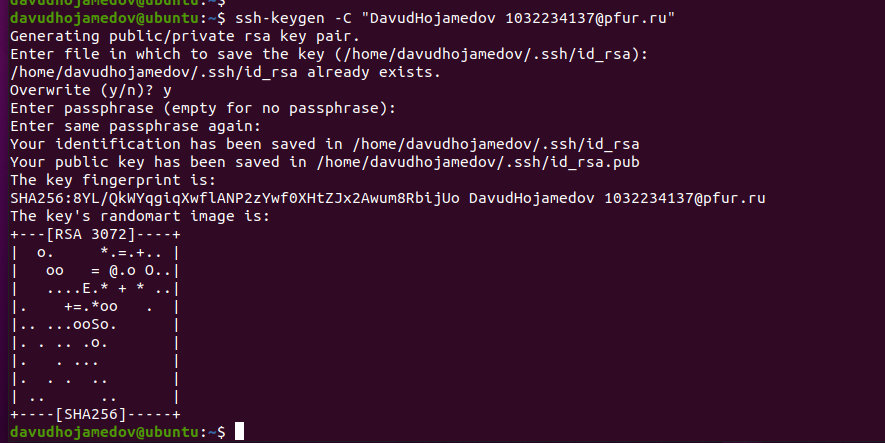 davudhojamedov@ubuntu:~$
davudhojamedov@ubuntu:~$ ssh-keygen -C "DavudHojamedov 1032234137@pfur.ru"
Generating public/private rsa key pair.
Enter file in which to save the key (/home/davudhojamedov/.ssh/id_rsa):
/home/davudhojamedov/.ssh/id_rsa already exists.
Overwrite (y/n)? y
Enter passphrase (empty for no passphrase):
Enter same passphrase again:
Your identification has been saved in /home/davudhojamedov/.ssh/id_rsa
Your public key has been saved in /home/davudhojamedov/.ssh/id_rsa.pub
The key fingerprint is:
SHA256:8YL/QkWYqgiqXwflANP2zYwf0XHtZJx2Awum8RbijUo DavudHojamedov 1032234137@pfur.ru
The key's randomart image is:
+---[RSA 3072]----+
|  o.     *.=.+.. |
|   oo   = @.o O..|
|   ....E.* + * ..|
|.    +=.*oo   .  |
|.. ...ooSo.      |
|. . .. .o.       |
|.   . ...        |
|.  . .  ..       |
| ..      ..      |
+----[SHA256]-----+
davudhojamedov@ubuntu:~$